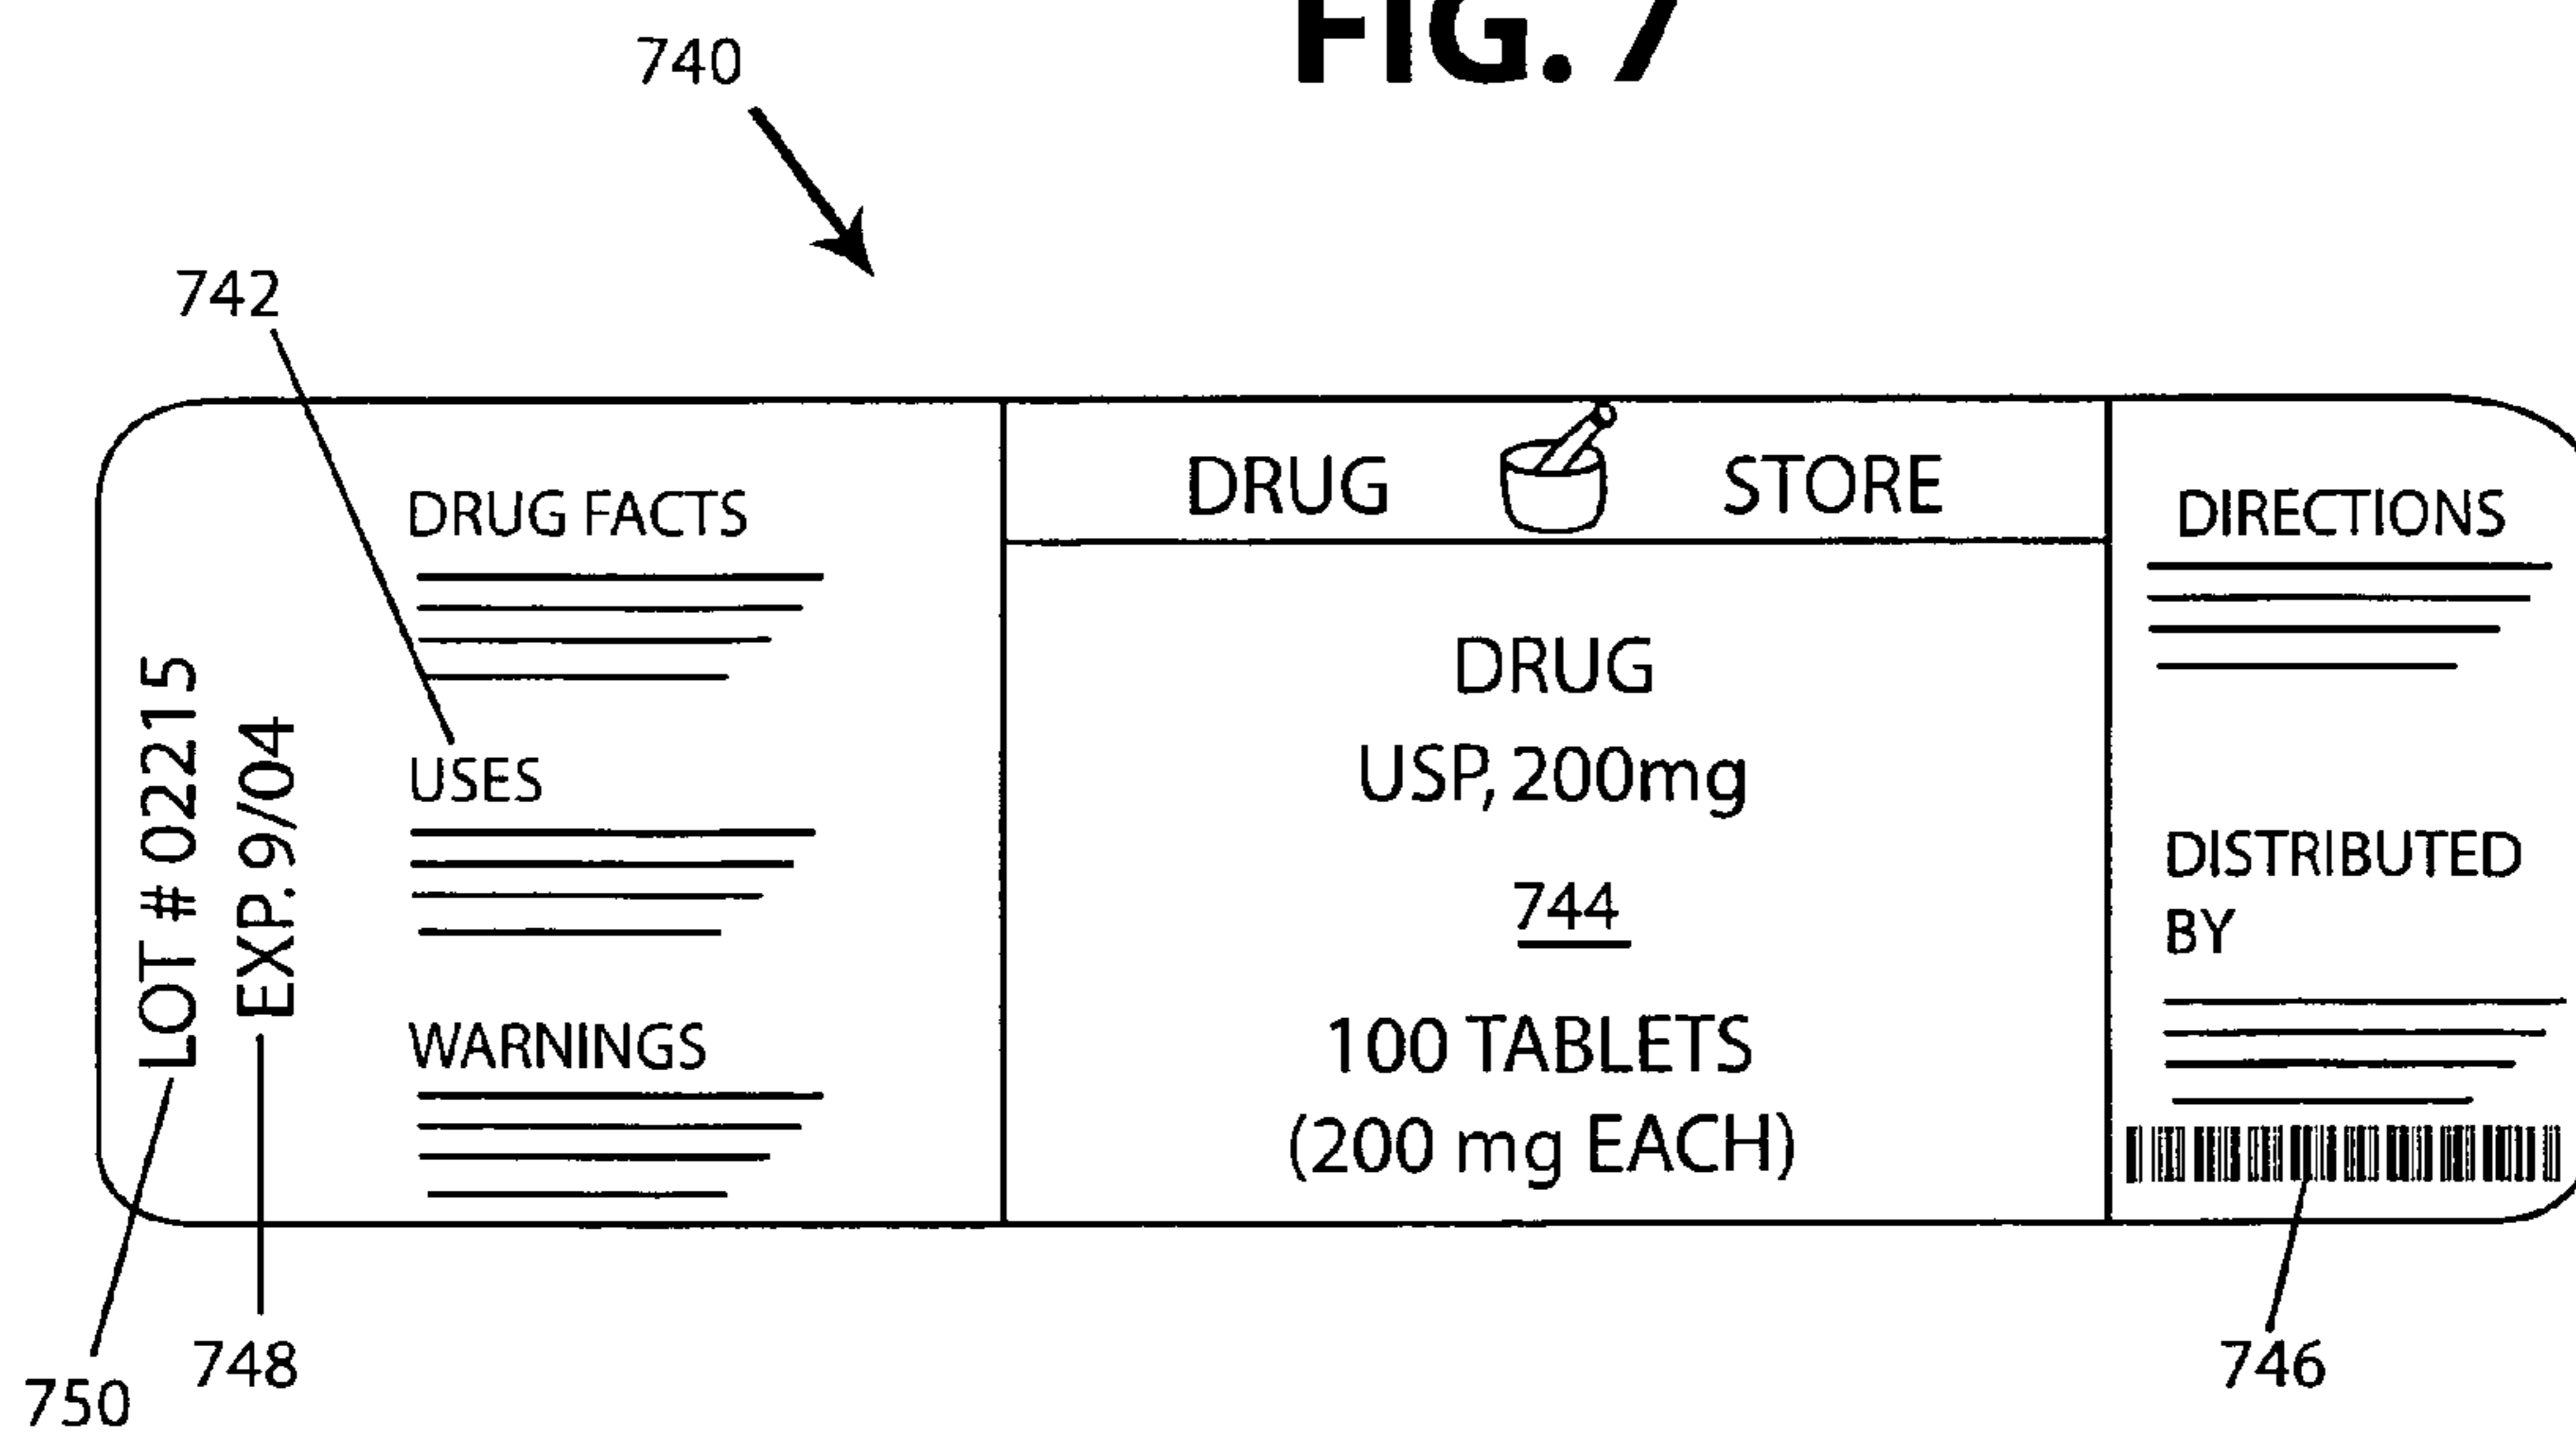 FIG. 7
740
742
LOT # 02215
EXP. 9/04
DRUG FACTS
USES
WARNINGS
DRUG STORE
DRUG
USP, 200mg
744
100 TABLETS
(200 mg EACH)
DIRECTIONS
DISTRIBUTED
BY
750
748
746